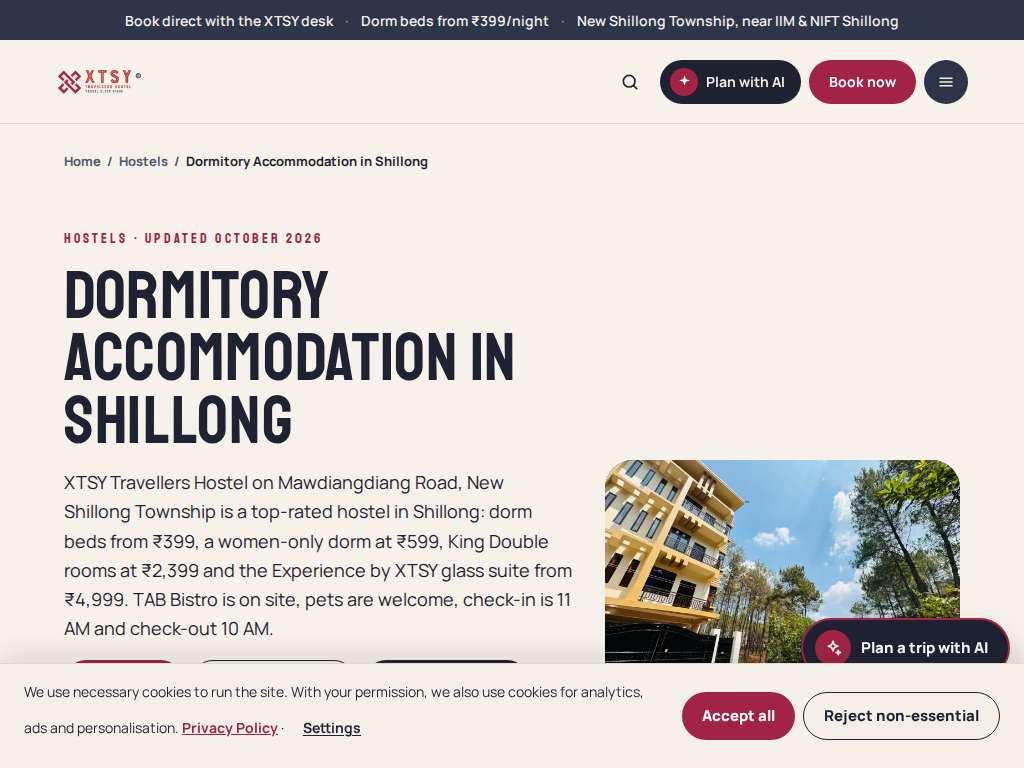 Book direct with the XTSY desk · Dorm beds from ₹399/night · New Shillong Township, near IIM & NIFT Shillong
XTSY
Plan with AI
Book now
Home / Hostels / Dormitory Accommodation in Shillong
HOSTELS · UPDATED OCTOBER 2026
DORMITORY
ACCOMMODATION IN
SHILLONG
XTSY Travellers Hostel on Mawdiangdiang Road, New
Shillong Township is a top-rated hostel in Shillong: dorm
beds from ₹399, a women-only dorm at ₹599, King Double
rooms at ₹2,399 and the Experience by XTSY glass suite from
₹4,999. TAB Bistro is on site, pets are welcome, check-in is 11
AM and check-out 10 AM.
Plan a trip with AI
We use necessary cookies to run the site. With your permission, we also use cookies for analytics,
ads and personalisation. Privacy Policy · Settings
Accept all
Reject non-essential